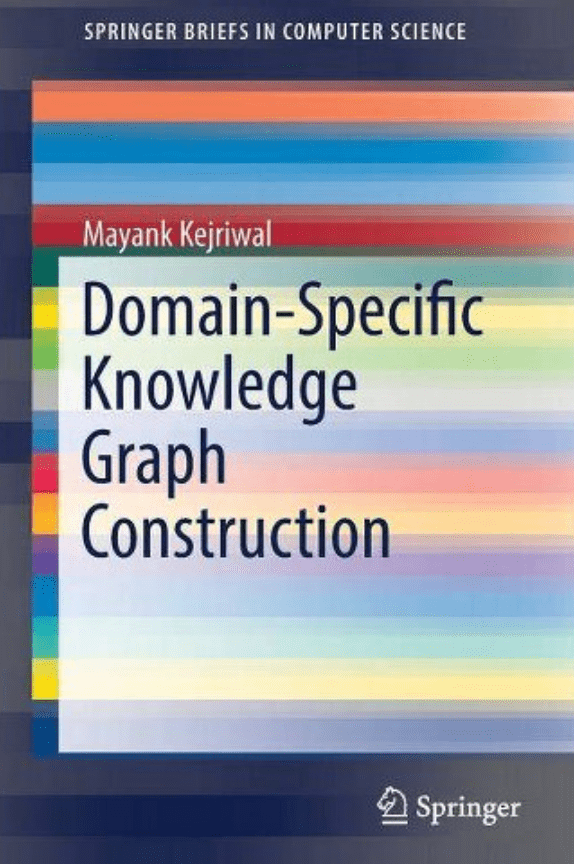 SPRINGER BRIEFS IN COMPUTER SCIENCE
Mayank Kejriwal
Domain-Specific
Knowledge
Graph
Construction
Springer